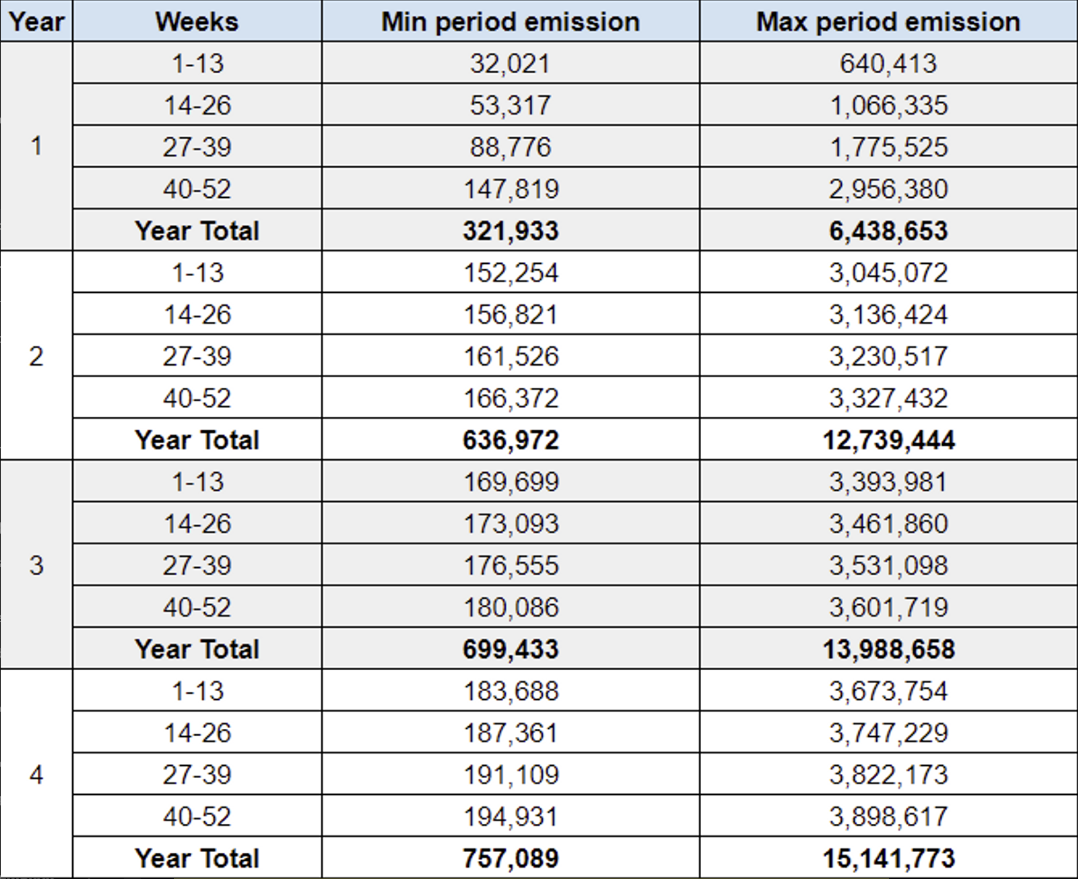 Year Weeks Min period emission Max period emission
1-13 32,021 640,413
14-26 53,317 1,066,335
1 27-39 88,776 1,775,525
40-52 147,819 2,956,380
Year Total 321,933 6,438,653
1-13 152,254 3,045,072
14-26 156,821 3,136,424
2 27-39 161,526 3,230,517
40-52 166,372 3,327,432
Year Total 636,972 12,739,444
1-13 169,699 3,393,981
14-26 173,093 3,461,860
3 27-39 176,555 3,531,098
40-52 180,086 3,601,719
Year Total 699,433 13,988,658
1-13 183,688 3,673,754
14-26 187,361 3,747,229
4 27-39 191,109 3,822,173
40-52 194,931 3,898,617
Year Total 757,089 15,141,773